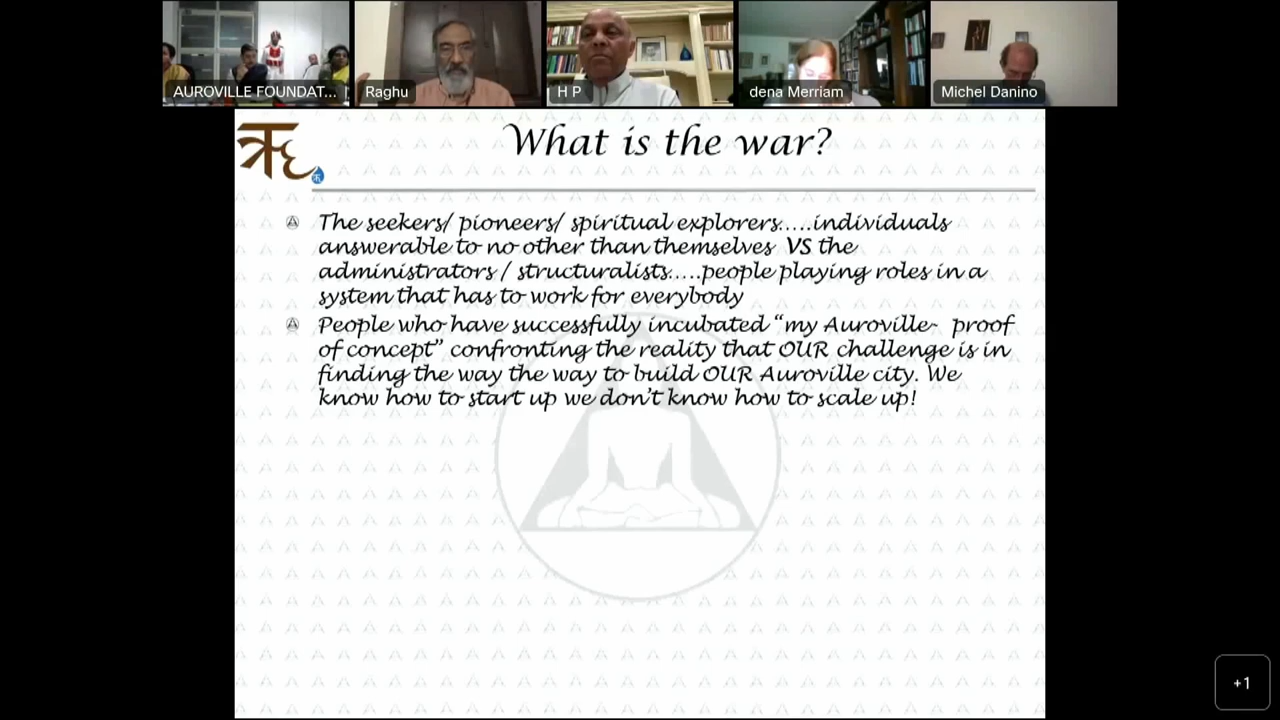 AUROVILLE FOUNDAT...
Raghu
H P
dena Merriam
Michel Danino
What is the war?
The seekers/ pioneers/ spiritual explorers.....individuals
answerable to no other than themselves VS the
administrators / structuralists.....people playing roles in a
system that has to work for everybody
People who have successfully incubated “my Auroville- proof
of concept” confronting the reality that OUR challenge is in
finding the way the way to build OUR Auroville city. We
know how to start up we don’t know how to scale up!
+1